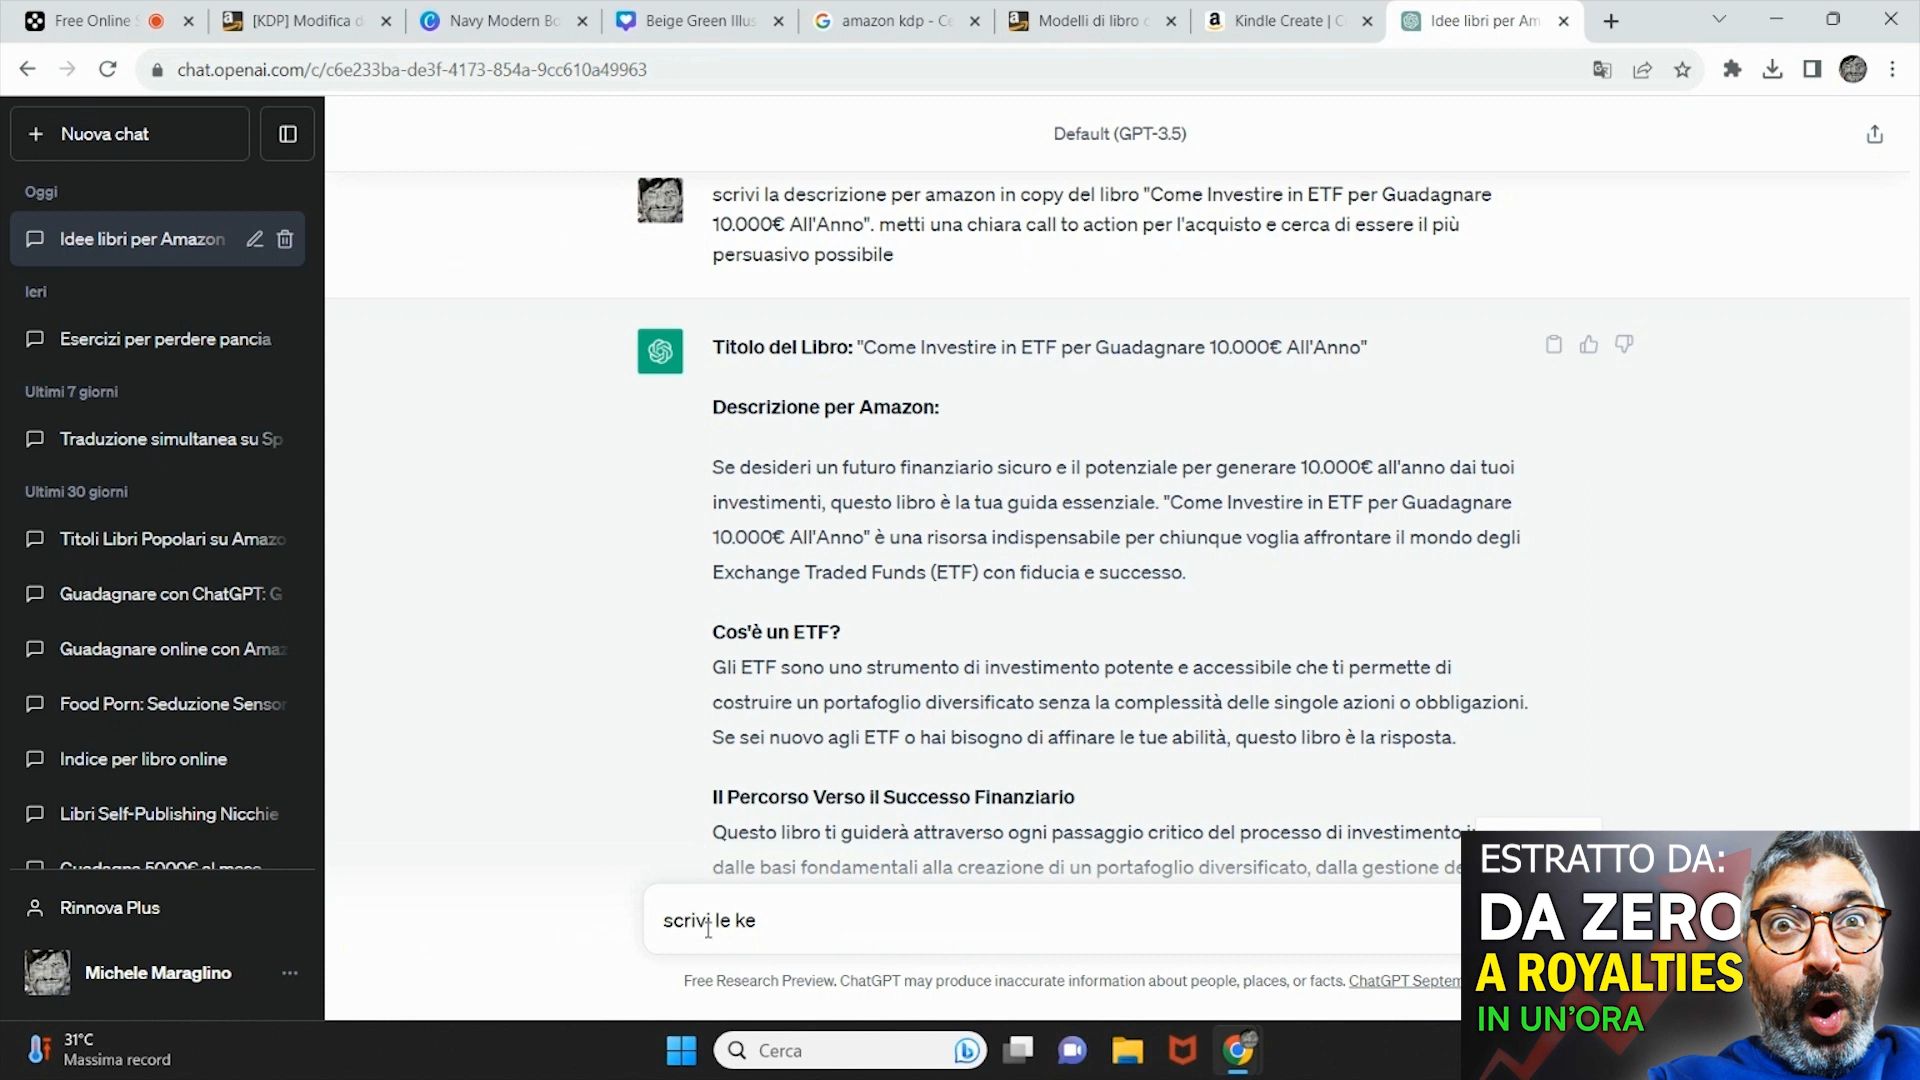 Free Online S
[KDP] Modifica d
Navy Modern Bo
Beige Green Illus
amazon kdp - Ce
Modelli di libro c
Kindle Create | C
Idee libri per Am
chat.openai.com/c/c6e233ba-de3f-4173-854a-9cc610a49963
Nuova chat
Default (GPT-3.5)
Oggi
Idee libri per Amazon
Ieri
Esercizi per perdere pancia
Ultimi 7 giorni
Traduzione simultanea su Sp
Ultimi 30 giorni
Titoli Libri Popolari su Amazo
Guadagnare con ChatGPT: G
Guadagnare online con Amaz
Food Porn: Seduzione Sensor
Indice per libro online
Libri Self-Publishing Nicchie
Guadagna 5000€ al mese
Rinnova Plus
Michele Maraglino
scrivi la descrizione per amazon in copy del libro "Come Investire in ETF per Guadagnare
10.000€ All'Anno". metti una chiara call to action per l'acquisto e cerca di essere il più
persuasivo possibile
Titolo del Libro: "Come Investire in ETF per Guadagnare 10.000€ All'Anno"
Descrizione per Amazon:
Se desideri un futuro finanziario sicuro e il potenziale per generare 10.000€ all'anno dai tuoi
investimenti, questo libro è la tua guida essenziale. "Come Investire in ETF per Guadagnare
10.000€ All'Anno" è una risorsa indispensabile per chiunque voglia affrontare il mondo degli
Exchange Traded Funds (ETF) con fiducia e successo.
Cos'è un ETF?
Gli ETF sono uno strumento di investimento potente e accessibile che ti permette di
costruire un portafoglio diversificato senza la complessità delle singole azioni o obbligazioni.
Se sei nuovo agli ETF o hai bisogno di affinare le tue abilità, questo libro è la risposta.
Il Percorso Verso il Successo Finanziario
Questo libro ti guiderà attraverso ogni passaggio critico del processo di investimento
dalle basi fondamentali alla creazione di un portafoglio diversificato, dalla gestione de
scrivi le ke
Free Research Preview. ChatGPT may produce inaccurate information about people, places, or facts. ChatGPT Septem
ESTRATTO DA:
DA ZERO
A ROYALTIES
IN UN'ORA
31°C
Massima record
Cerca